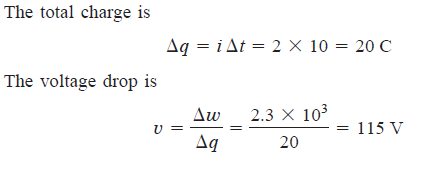 The total charge is
Δq = i Δt = 2 × 10 = 20 C
The voltage drop is
v = Δw/Δq = 2.3 × 10³/20 = 115 V